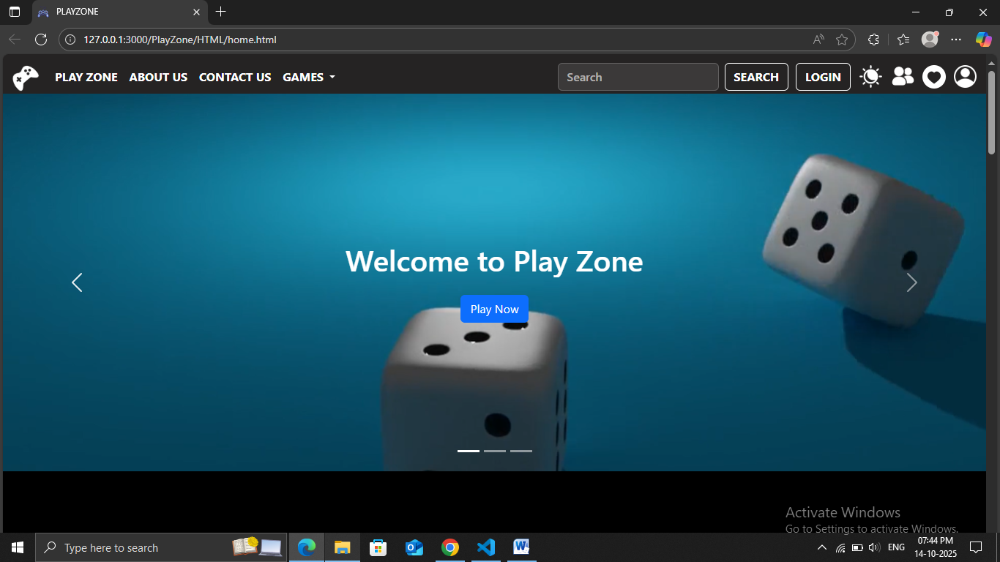 PLAYZONE
127.0.0.1:3000/PlayZone/HTML/home.html
PLAY ZONE ABOUT US CONTACT US GAMES Search SEARCH LOGIN
Welcome to Play Zone
Play Now
Activate Windows
Go to Settings to activate Windows.
Type here to search
ENG
07:44 PM
14-10-2025